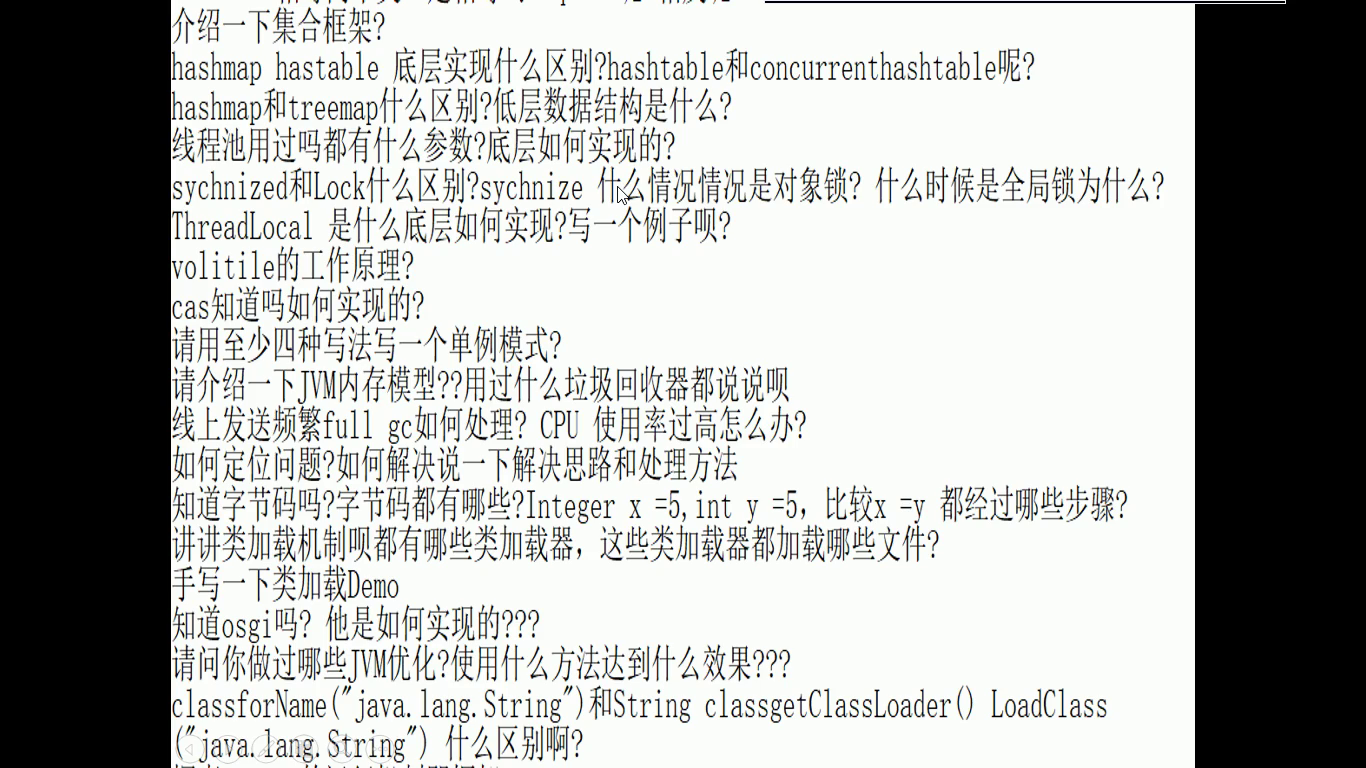 介绍一下集合框架?
hashmap hastable 底层实现什么区别?hashtable和concurrenthashtable呢?
hashmap和treemap什么区别?低层数据结构是什么?
线程池用过吗都有什么参数?底层如何实现的?
sychnized和Lock什么区别?sychnize 什么情况情况是对象锁? 什么时候是全局锁为什么?
ThreadLocal 是什么底层如何实现?写一个例子呗?
volitile的工作原理?
cas知道吗如何实现的?
请用至少四种写法写一个单例模式?
请介绍一下JVM内存模型??用过什么垃圾回收器都说说呗
线上发送频繁full gc如何处理? CPU 使用率过高怎么办?
如何定位问题?如何解决说一下解决思路和处理方法
知道字节码吗?字节码都有哪些?Integer x =5,int y =5，比较x =y 都经过哪些步骤?
讲讲类加载机制呗都有哪些类加载器，这些类加载器都加载哪些文件?
手写一下类加载Demo
知道osgi吗? 他是如何实现的???
请问你做过哪些JVM优化?使用什么方法达到什么效果???
classforName("java.lang.String")和String classgetClassLoader() LoadClass
("java.lang.String") 什么区别啊?